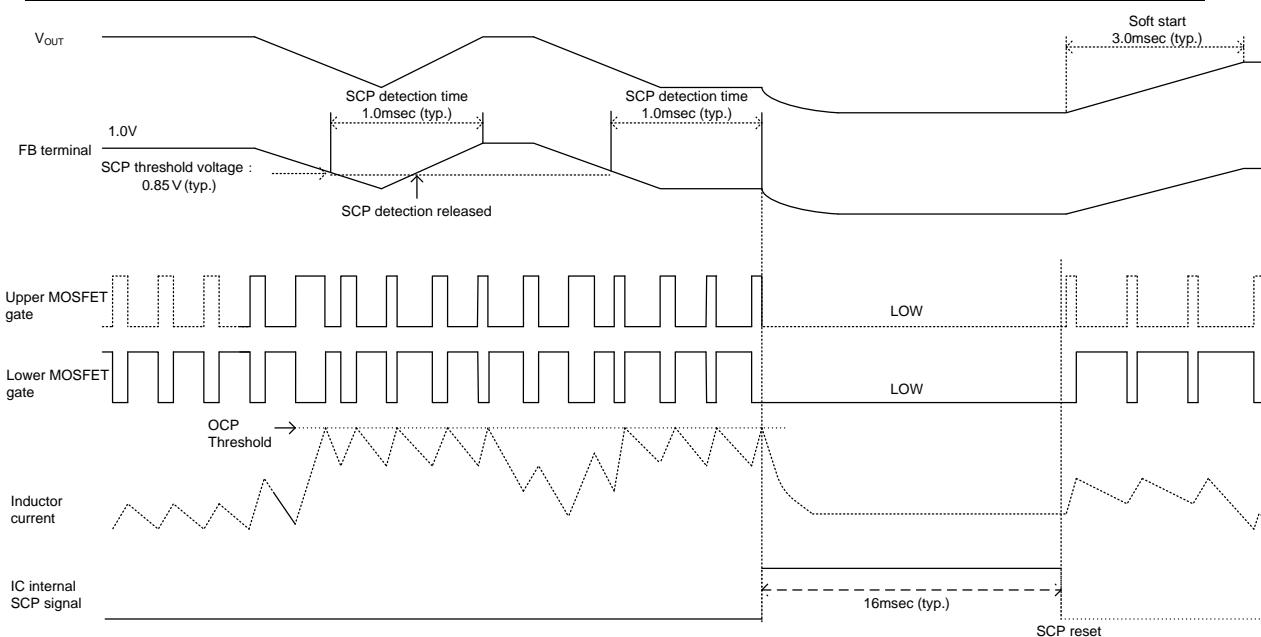 Soft start
3.0msec (typ.)
VOUT
SCP detection time
1.0msec (typ.)
SCP detection time
1.0msec (typ.)
1.0V
FB terminal
SCP threshold voltage :
0.85 V (typ.)
SCP detection released
Upper MOSFET
gate
LOW
Lower MOSFET
gate
LOW
OCP
Threshold
Inductor
current
IC internal
SCP signal
16msec (typ.)
SCP reset